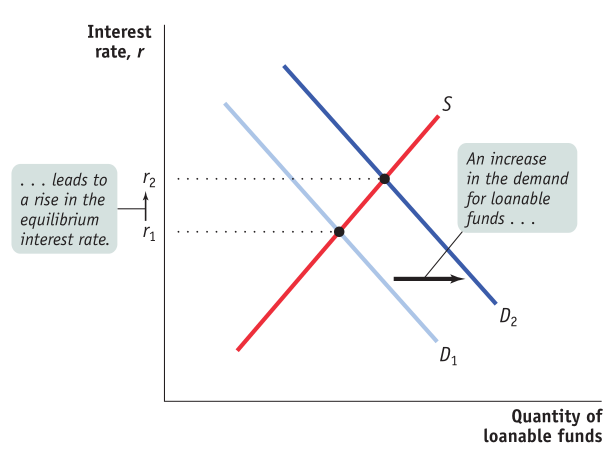 Interest
rate, r
S
An increase
in the demand
for loanable
funds . . .
. . . leads to
a rise in the
equilibrium
interest rate.
r2
r1
D2
D1
Quantity of
loanable funds